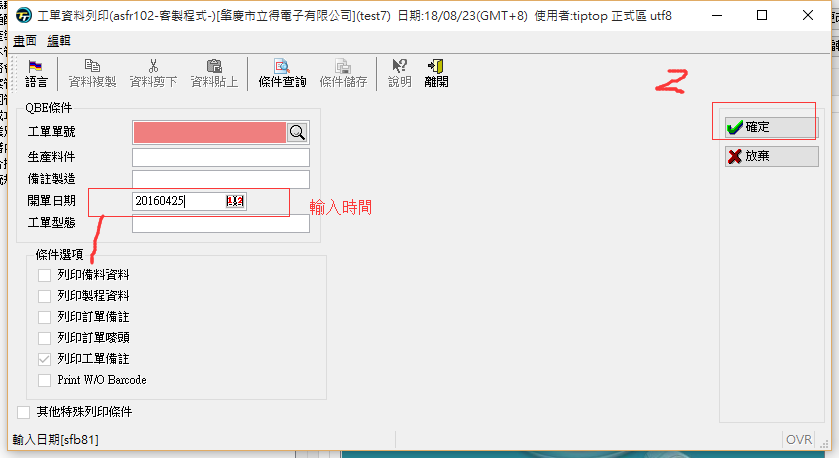 工單資料列印(asfr102-客製程式-)[肇慶市立得電子有限公司](test7) 日期:18/08/23(GMT+8) 使用者:tiptop 正式區 utf8
畫面 編輯
語言 資料複製 資料剪下 資料貼上 條件查詢 條件儲存 說明 離開
2
QBE條件
工單單號
確定
生產料件
放棄
備註製造
開單日期 20160425
輸入時間
工單型態
1
條件選項
列印備料資料
列印製程資料
列印訂單備註
列印訂單嘜頭
列印工單備註
Print W/O Barcode
其他特殊列印條件
輸入日期[sfb81]
OVR